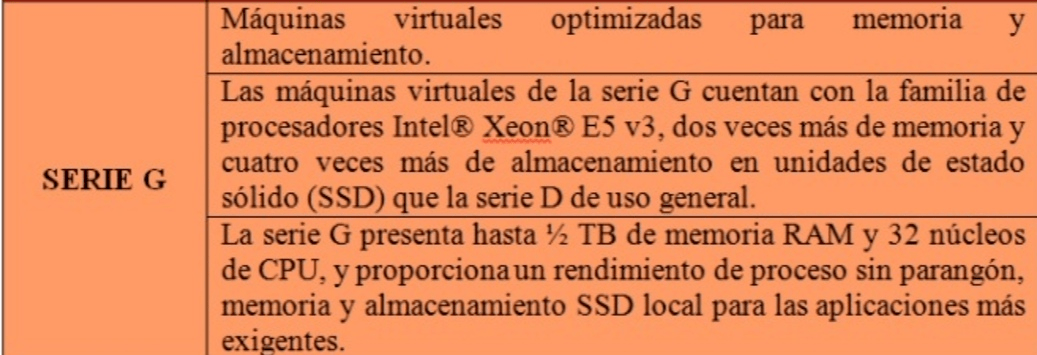 SERIE G
Máquinas virtuales optimizadas para memoria y
almacenamiento.
Las máquinas virtuales de la serie G cuentan con la familia de
procesadores Intel® Xeon® E5 v3, dos veces más de memoria y
cuatro veces más de almacenamiento en unidades de estado
sólido (SSD) que la serie D de uso general.
La serie G presenta hasta ½ TB de memoria RAM y 32 núcleos
de CPU, y proporciona un rendimiento de proceso sin parangón,
memoria y almacenamiento SSD local para las aplicaciones más
exigentes.